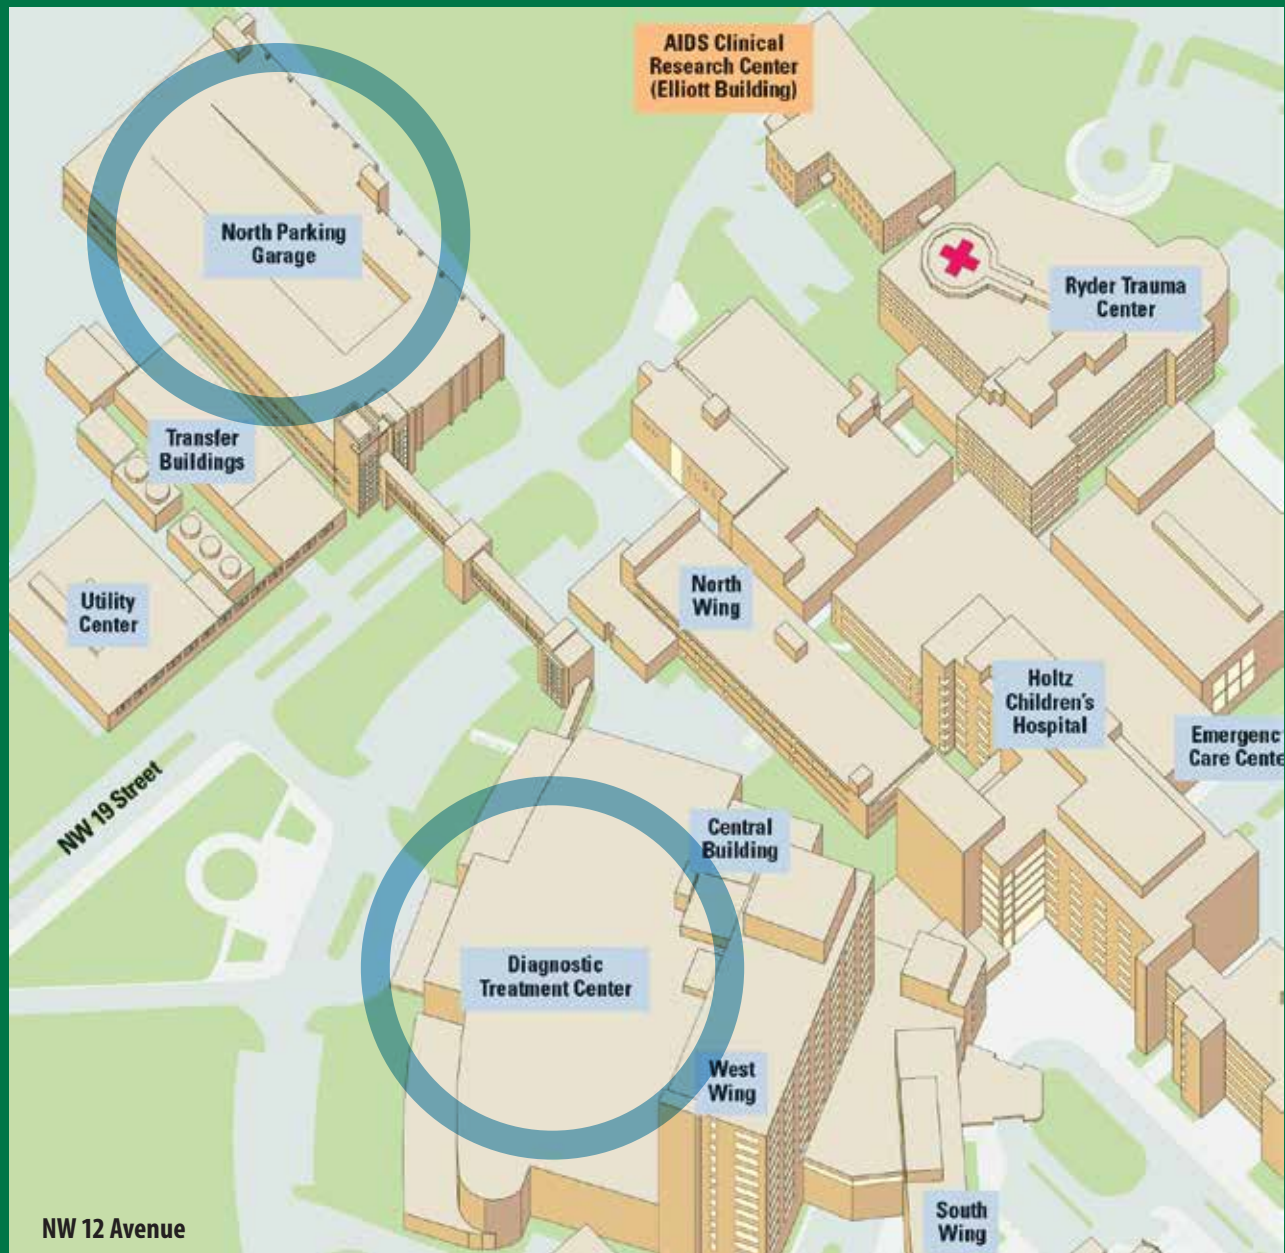 AIDS Clinical
Research Center
(Elliott Building)
North Parking
Garage
Ryder Trauma
Center
Transfer
Buildings
North
Wing
Utility
Center
Holtz
Children's
Hospital
Emergenc
Care Cente
NW 19 Street
Central
Building
Diagnostic
Treatment Center
West
Wing
South
Wing
NW 12 Avenue